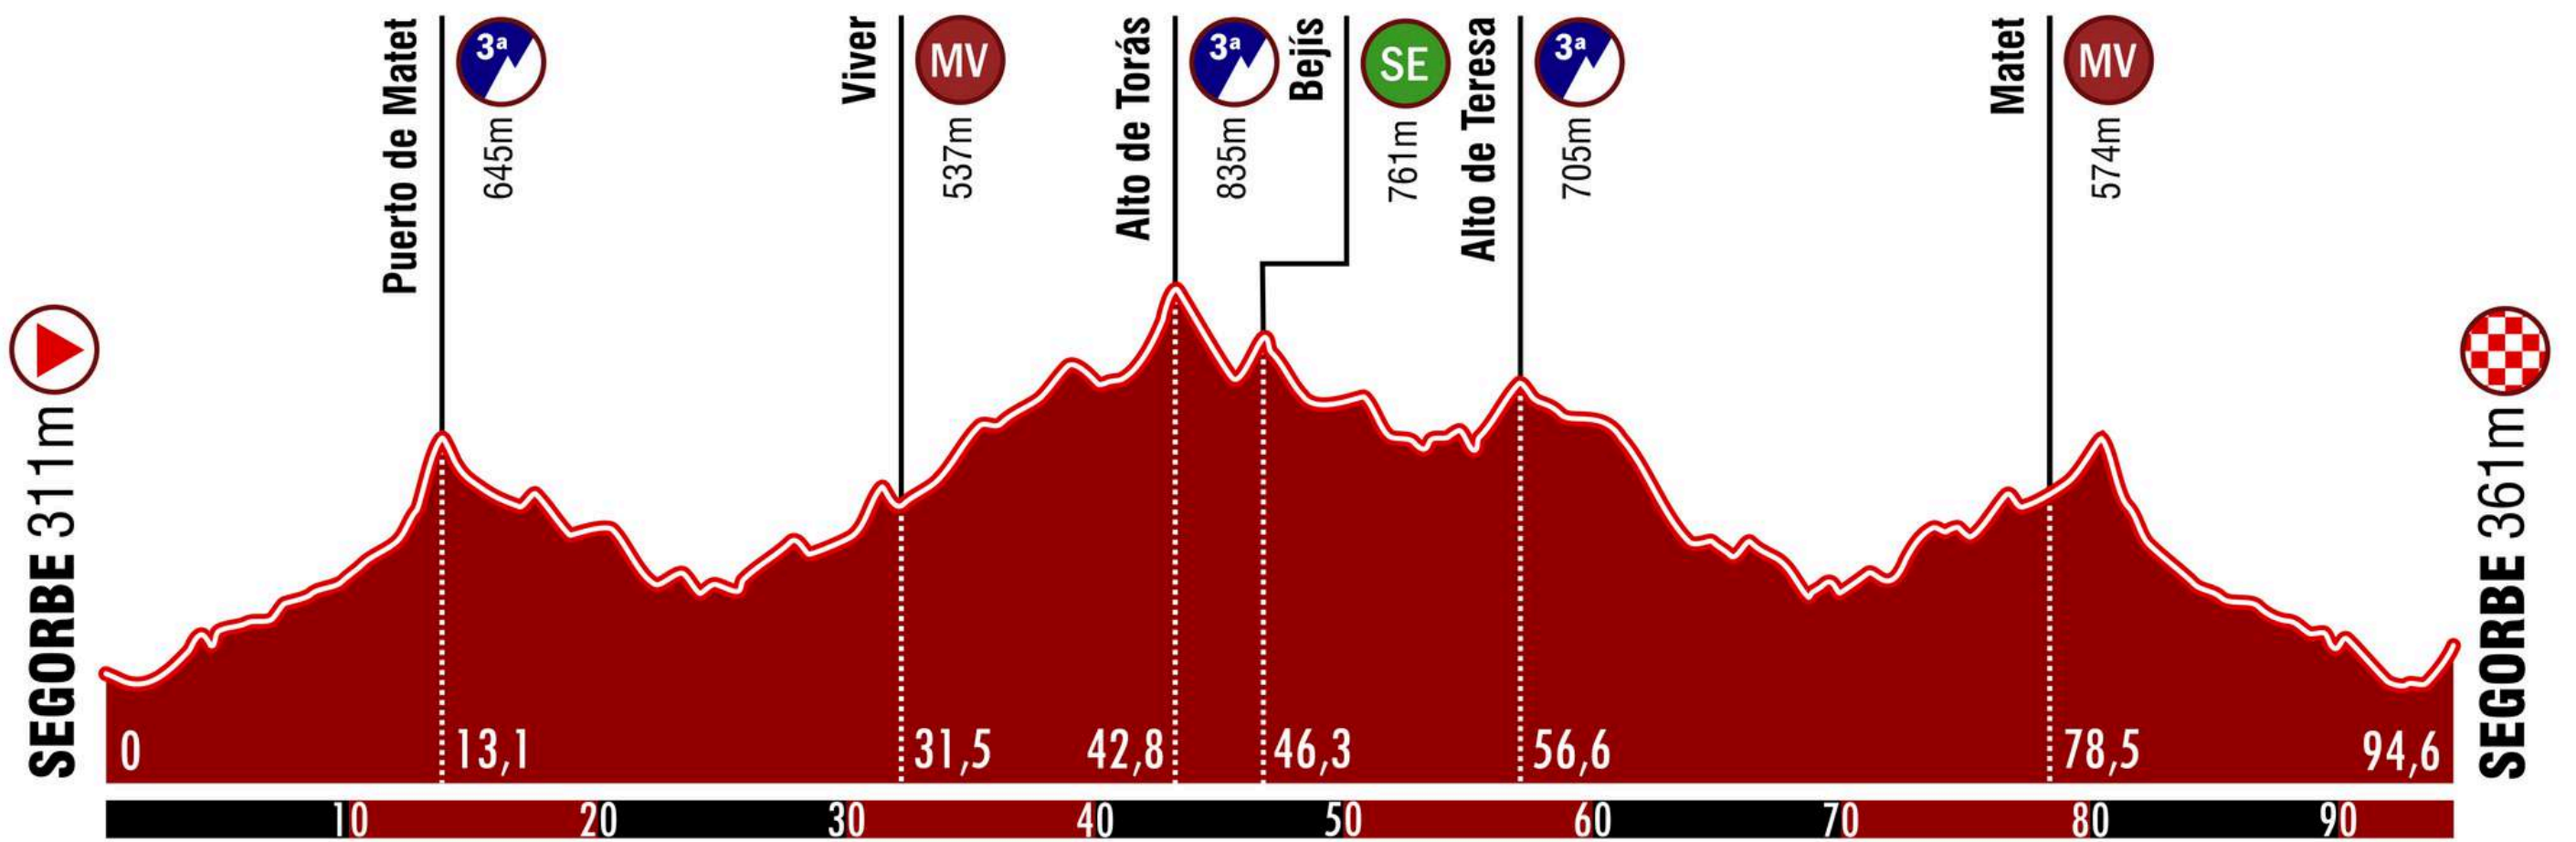 Puerto de Matet
3ª
645m
Viver
MV
537m
Alto de Torás
3ª
835m
Bejís
SE
761m
Alto de Teresa
3ª
705m
Matet
MV
574m
SEGORBE 311m
SEGORBE 361m
0 13,1 31,5 42,8 46,3 56,6 78,5 94,6
10 20 30 40 50 60 70 80 90